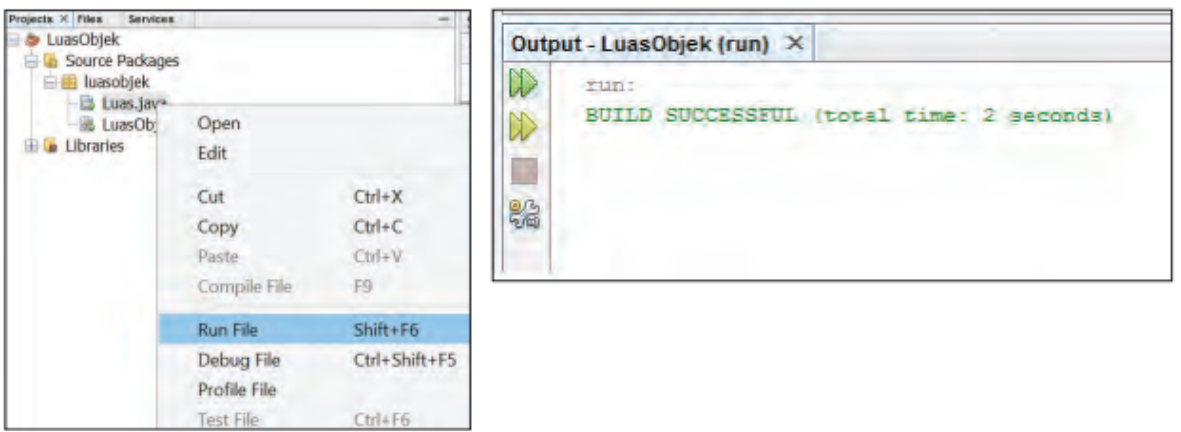 Projects × Files Services
LuasObjek
Source Packages
luasobjek
Luas.java
LuasObj
Libraries
Open
Edit
Cut Ctrl+X
Copy Ctrl+C
Paste Ctrl+V
Compile File F9
Run File Shift+F6
Debug File Ctrl+Shift+F5
Profile File
Test File Ctrl+F6
Output - LuasObjek (run) ×
run:
BUILD SUCCESSFUL (total time: 2 seconds)